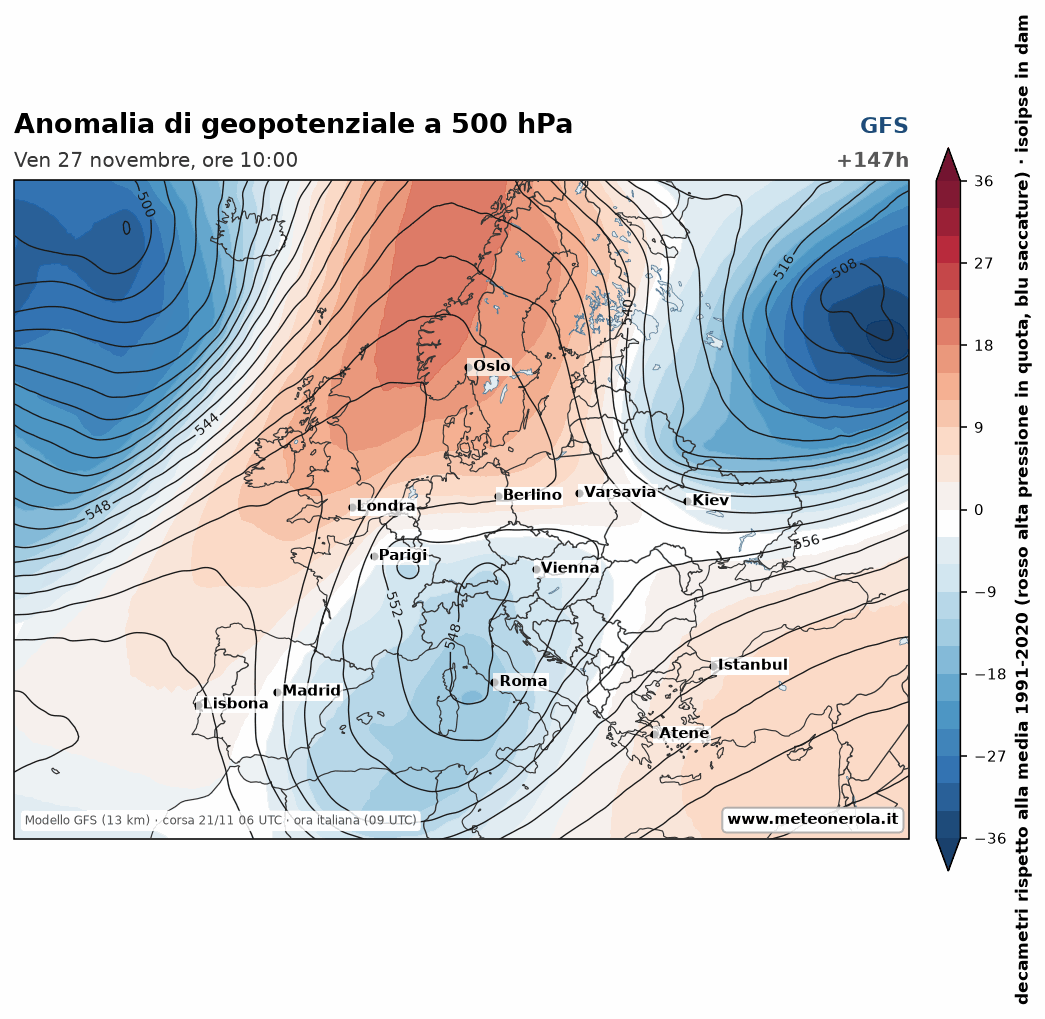 Anomalia di geopotenziale a 500 hPa
GFS
Ven 27 novembre, ore 10:00
+147h
500
516
508
540
544
548
556
552
548
Oslo
Londra
Berlino
Varsavia
Kiev
Parigi
Vienna
Roma
Madrid
Lisbona
Istanbul
Atene
Modello GFS (13 km) · corsa 21/11 06 UTC · ora italiana (09 UTC)
www.meteonerola.it
36
27
18
9
0
−9
−18
−27
−36
decametri rispetto alla media 1991-2020 (rosso alta pressione in quota, blu saccature) · isoipse in dam